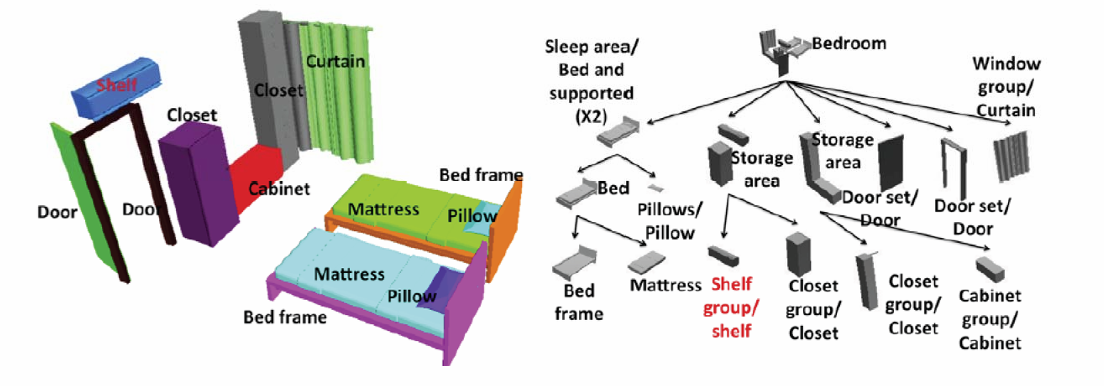 Shelf
Closet
Closet
Curtain
Door
Door
Cabinet
Bed frame
Mattress
Pillow
Mattress
Pillow
Bed frame
Bedroom
Sleep area/
Bed and
supported
(X2)
Window
group/
Curtain
Storage
area
Storage
area
Bed
Pillows/
Pillow
Door set/
Door
Door set/
Door
Bed
frame
Mattress
Shelf
group/
shelf
Closet
group/
Closet
Closet
group/
Closet
Cabinet
group/
Cabinet